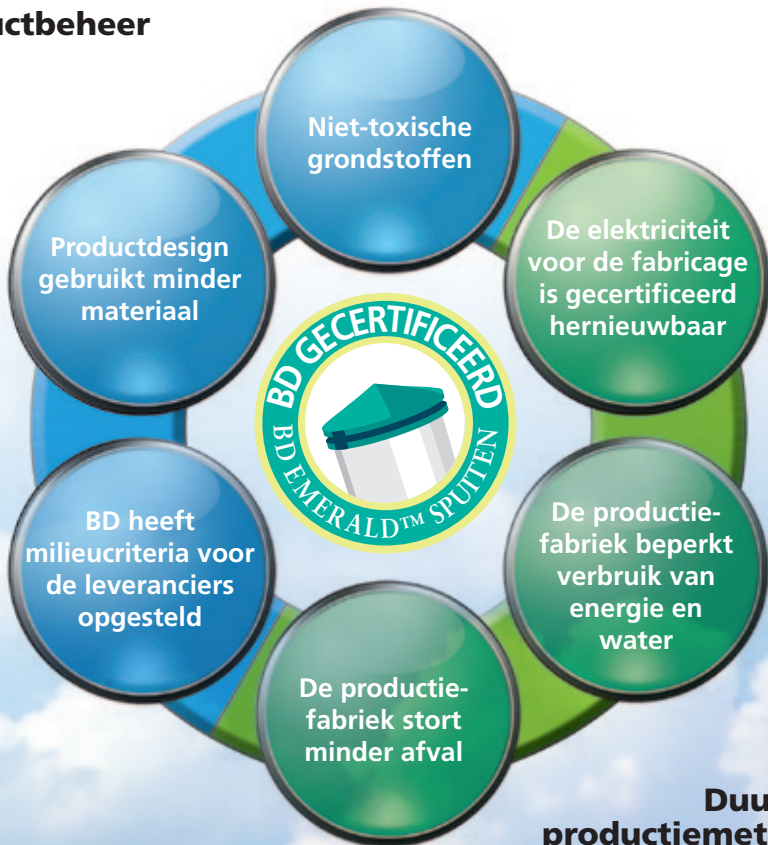 uctbeheer
Niet-toxische
grondstoffen
De elektriciteit
voor de fabricage
is gecertificeerd
hernieuwbaar
De productie-
fabriek beperkt
verbruik van
energie en
water
De productie-
fabriek stort
minder afval
BD heeft
milieucriteria voor
de leveranciers
opgesteld
Productdesign
gebruikt minder
materiaal
BD GECERTIFICEERD
BD EMERALD™ SPUITEN
Duu
productiemet